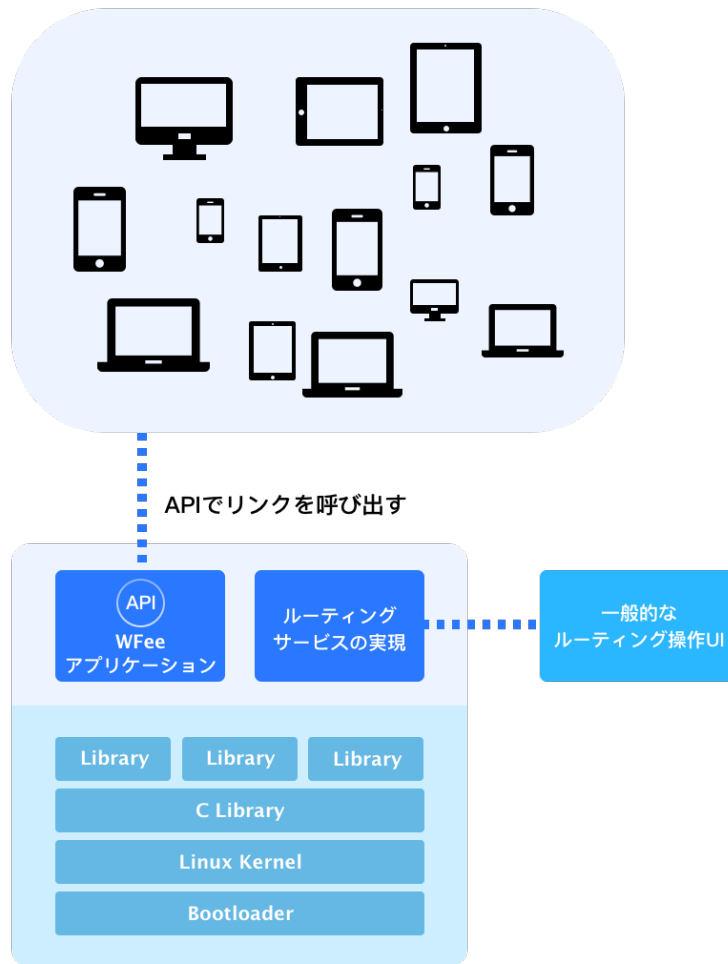 APIでリンクを呼び出す
API
WFee
アプリケーション
ルーティング
サービスの実現
一般的な
ルーティング操作UI
Library
Library
Library
C Library
Linux Kernel
Bootloader